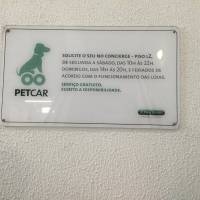 PETCAR
SOLICITE O SEU NO CONCIERGE - PISO L2,
DE SEGUNDA A SÁBADO, DAS 10H ÀS 22H
DOMINGOS, DAS 14H ÀS 20H, E FERIADOS DE
ACORDO COM O FUNCIONAMENTO DAS LOJAS.
SERVIÇO GRATUITO,
SUJEITO A DISPONIBILIDADE.